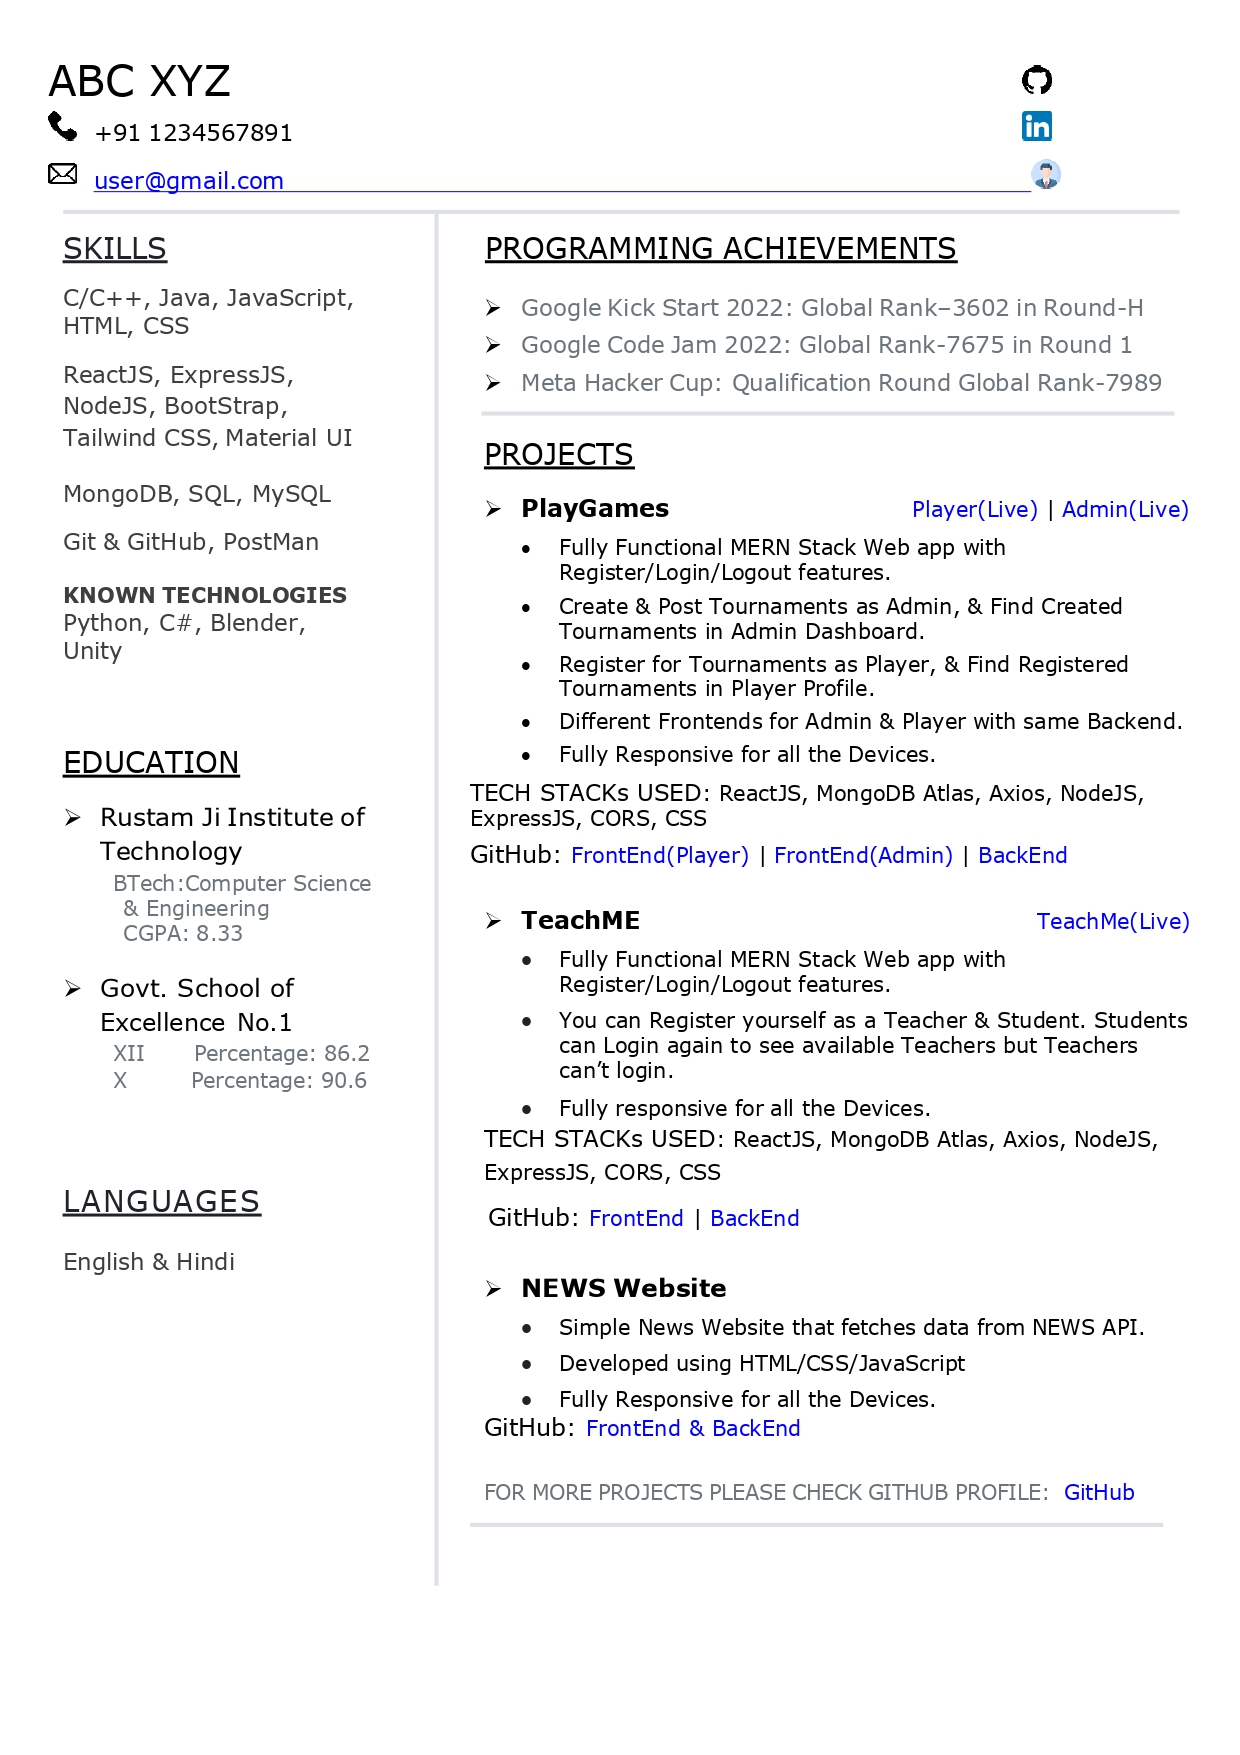 ABC XYZ
+91 1234567891
user@gmail.com
SKILLS
C/C++, Java, JavaScript,
HTML, CSS
ReactJS, ExpressJS,
NodeJS, BootStrap,
Tailwind CSS, Material UI
MongoDB, SQL, MySQL
Git & GitHub, PostMan
KNOWN TECHNOLOGIES
Python, C#, Blender,
Unity
EDUCATION
➢ Rustam Ji Institute of
Technology
BTech:Computer Science
& Engineering
CGPA: 8.33
➢ Govt. School of
Excellence No.1
XII Percentage: 86.2
X Percentage: 90.6
LANGUAGES
English & Hindi
PROGRAMMING ACHIEVEMENTS
➢ Google Kick Start 2022: Global Rank–3602 in Round-H
➢ Google Code Jam 2022: Global Rank-7675 in Round 1
➢ Meta Hacker Cup: Qualification Round Global Rank-7989
PROJECTS
➢ PlayGames Player(Live) | Admin(Live)
• Fully Functional MERN Stack Web app with
Register/Login/Logout features.
• Create & Post Tournaments as Admin, & Find Created
Tournaments in Admin Dashboard.
• Register for Tournaments as Player, & Find Registered
Tournaments in Player Profile.
• Different Frontends for Admin & Player with same Backend.
• Fully Responsive for all the Devices.
TECH STACKs USED: ReactJS, MongoDB Atlas, Axios, NodeJS,
ExpressJS, CORS, CSS
GitHub: FrontEnd(Player) | FrontEnd(Admin) | BackEnd
➢ TeachME TeachMe(Live)
• Fully Functional MERN Stack Web app with
Register/Login/Logout features.
• You can Register yourself as a Teacher & Student. Students
can Login again to see available Teachers but Teachers
can’t login.
• Fully responsive for all the Devices.
TECH STACKs USED: ReactJS, MongoDB Atlas, Axios, NodeJS,
ExpressJS, CORS, CSS
GitHub: FrontEnd | BackEnd
➢ NEWS Website
• Simple News Website that fetches data from NEWS API.
• Developed using HTML/CSS/JavaScript
• Fully Responsive for all the Devices.
GitHub: FrontEnd & BackEnd
FOR MORE PROJECTS PLEASE CHECK GITHUB PROFILE: GitHub